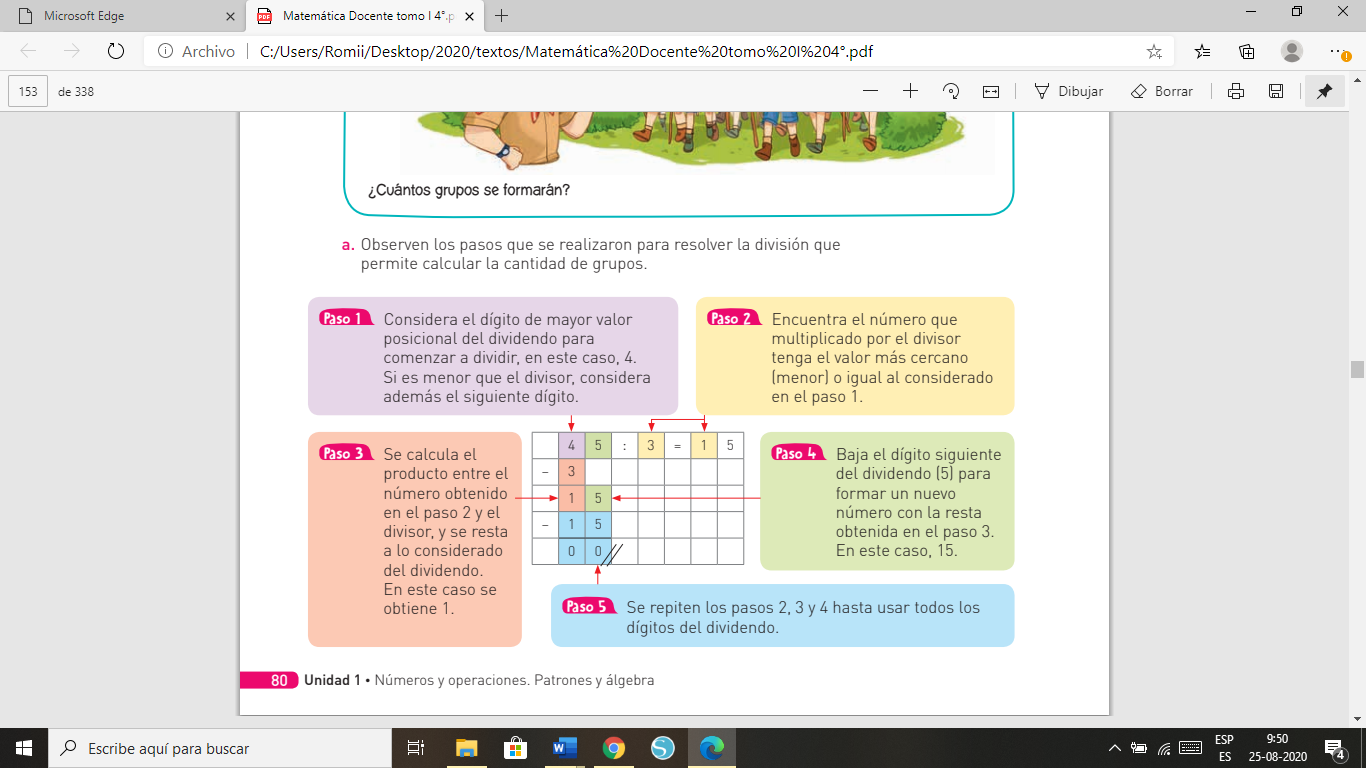 Microsoft Edge
Matemática Docente tomo I 4°.p
Archivo
C:/Users/Romii/Desktop/2020/textos/Matemática%20Docente%20tomo%20I%204°.pdf
153
de 338
Dibujar
Borrar
¿Cuántos grupos se formarán?
a. Observen los pasos que se realizaron para resolver la división que
permite calcular la cantidad de grupos.
Paso 1 Considera el dígito de mayor valor
posicional del dividendo para
comenzar a dividir, en este caso, 4.
Si es menor que el divisor, considera
además el siguiente dígito.
Paso 2 Encuentra el número que
multiplicado por el divisor
tenga el valor más cercano
(menor) o igual al considerado
en el paso 1.
Paso 3 Se calcula el
producto entre el
número obtenido
en el paso 2 y el
divisor, y se resta
a lo considerado
del dividendo.
En este caso se
obtiene 1.
4 5 : 3 = 1 5
– 3
1 5
– 1 5
0 0
Paso 4 Baja el dígito siguiente
del dividendo (5) para
formar un nuevo
número con la resta
obtenida en el paso 3.
En este caso, 15.
Paso 5 Se repiten los pasos 2, 3 y 4 hasta usar todos los
dígitos del dividendo.
80 Unidad 1 • Números y operaciones. Patrones y álgebra
Escribe aquí para buscar
ESP
ES
9:50
25-08-2020
4